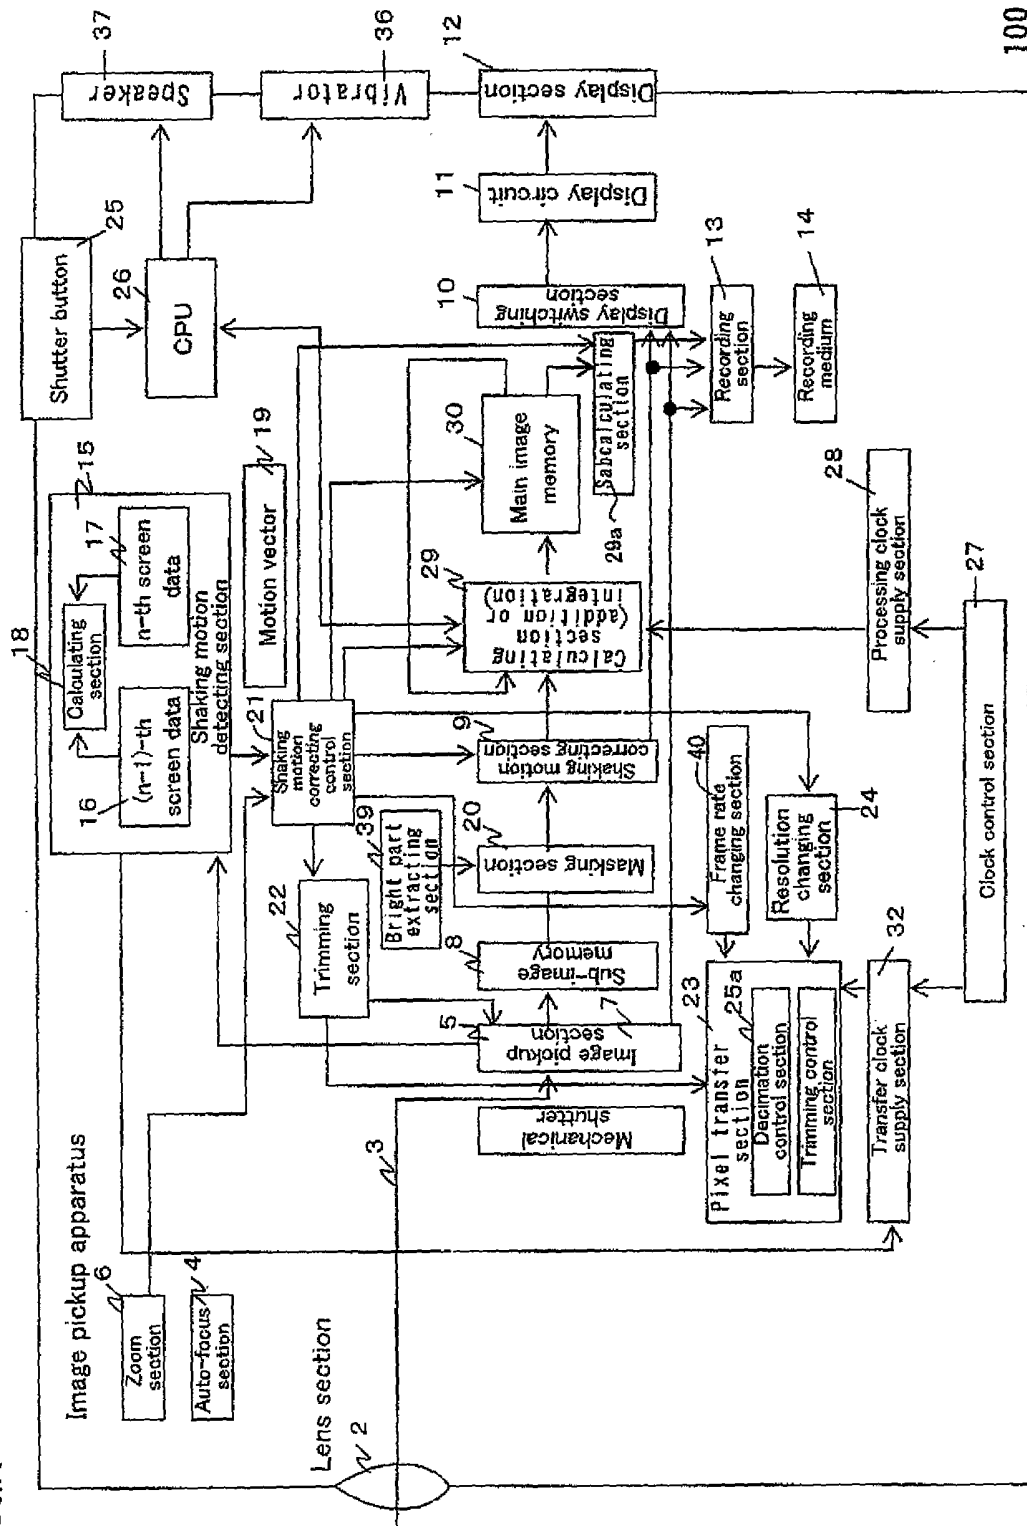 100
Image pickup apparatus
Lens section
2
3
6
Zoom
section
4
Auto-focus
section
15
16
(n-1)-th
screen data
17
n-th screen
data
18
Calculating
section
Shaking motion
detecting section
Motion vector
19
Shutter button
25
26
CPU
Speaker
37
Vibrator
36
21
Shaking
motion
correcting
control
section
22
Trimming
section
39
Bright part
extracting
section
Mechanical
shutter
5
7
Image pickup
section
8
Sub-image
memory
20
Masking section
9
Shaking motion
correcting section
29
Calculating
section
(addition or
integration)
30
Main image
memory
29a
Sabcalculating
section
10
Display switching
section
11
Display circuit
12
Display section
13
Recording
section
14
Recording
medium
23
Pixel transfer
section
25a
Decimation
control section
Trimming control
section
40
Frame rate
changing section
24
Resolution
changing
section
32
Transfer clock
supply section
28
Processing clock
supply section
27
Clock control section